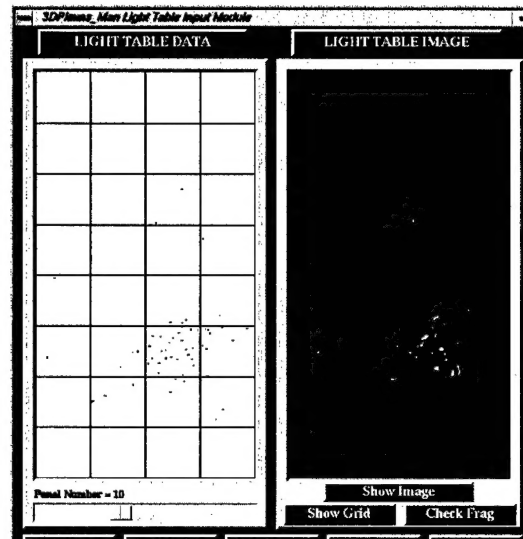 3DPimms_Man Light Table Input Module
LIGHT TABLE DATA
LIGHT TABLE IMAGE
Panel Number = 10
Show Image
Show Grid
Check Frag